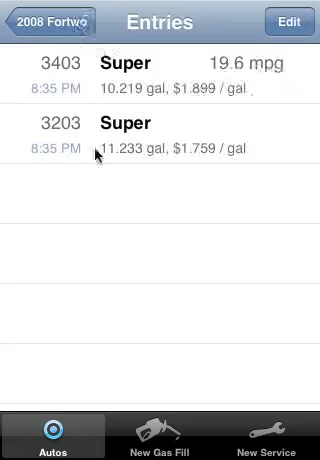 2008 Fortwo Entries Edit
3403 Super 19.6 mpg
8:35 PM 10.219 gal, $1.899 / gal
3203 Super
8:35 PM 11.233 gal, $1.759 / gal
Autos New Gas Fill New Service